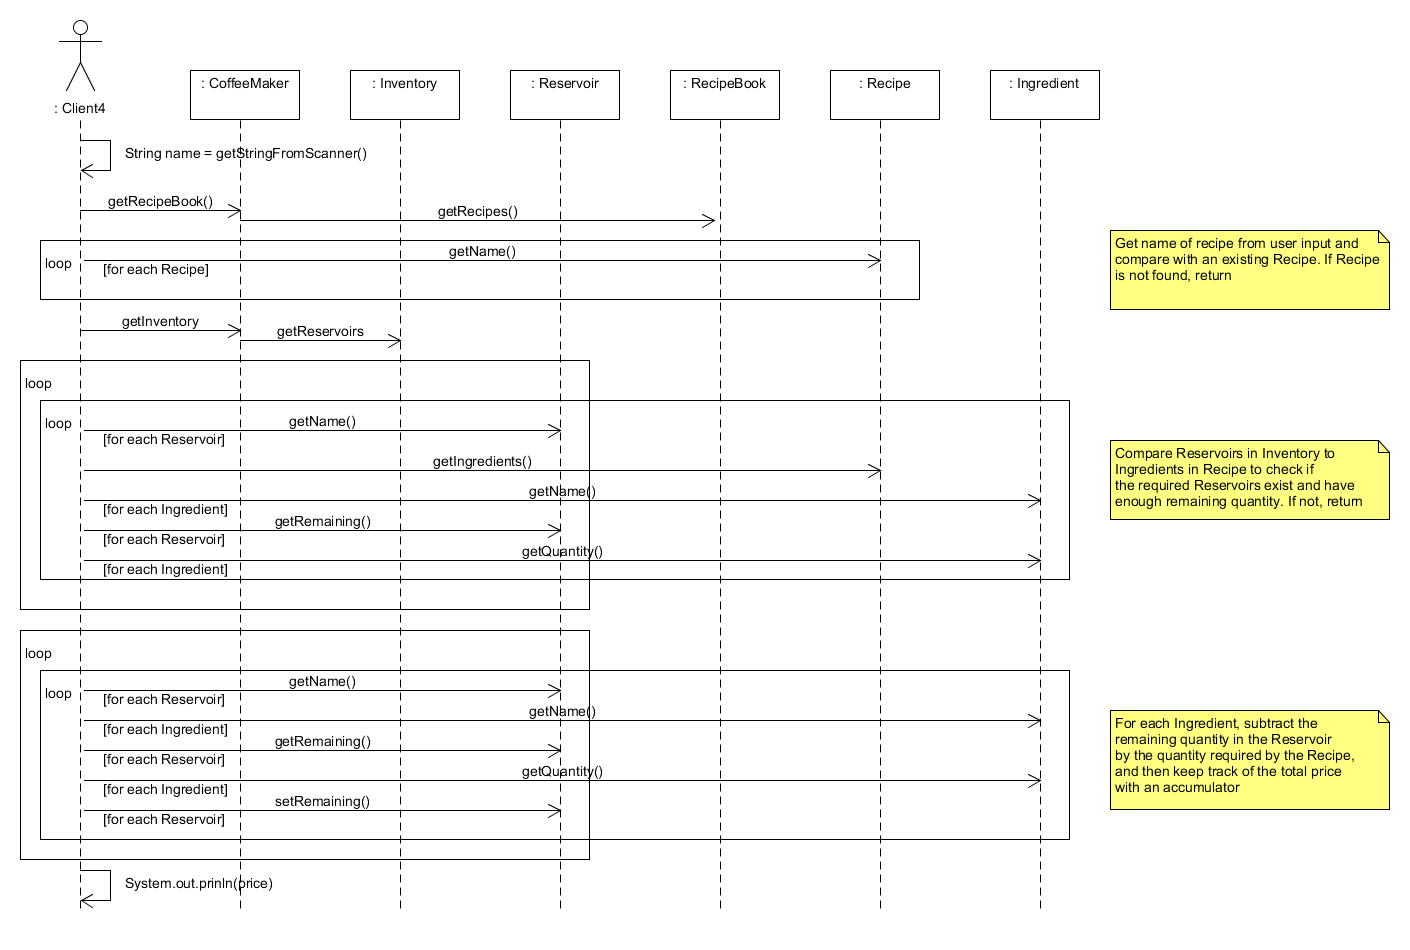 : Client4
: CoffeeMaker
: Inventory
: Reservoir
: RecipeBook
: Recipe
: Ingredient
String name = getStringFromScanner()
getRecipeBook()
getRecipes()
loop
getName()
[for each Recipe]
Get name of recipe from user input and
compare with an existing Recipe. If Recipe
is not found, return
getInventory
getReservoirs
loop
loop
getName()
[for each Reservoir]
getIngredients()
getName()
[for each Ingredient]
getRemaining()
[for each Reservoir]
getQuantity()
[for each Ingredient]
Compare Reservoirs in Inventory to
Ingredients in Recipe to check if
the required Reservoirs exist and have
enough remaining quantity. If not, return
loop
loop
getName()
[for each Reservoir]
getName()
[for each Ingredient]
getRemaining()
[for each Reservoir]
getQuantity()
[for each Ingredient]
setRemaining()
[for each Reservoir]
For each Ingredient, subtract the
remaining quantity in the Reservoir
by the quantity required by the Recipe,
and then keep track of the total price
with an accumulator
System.out.prinln(price)